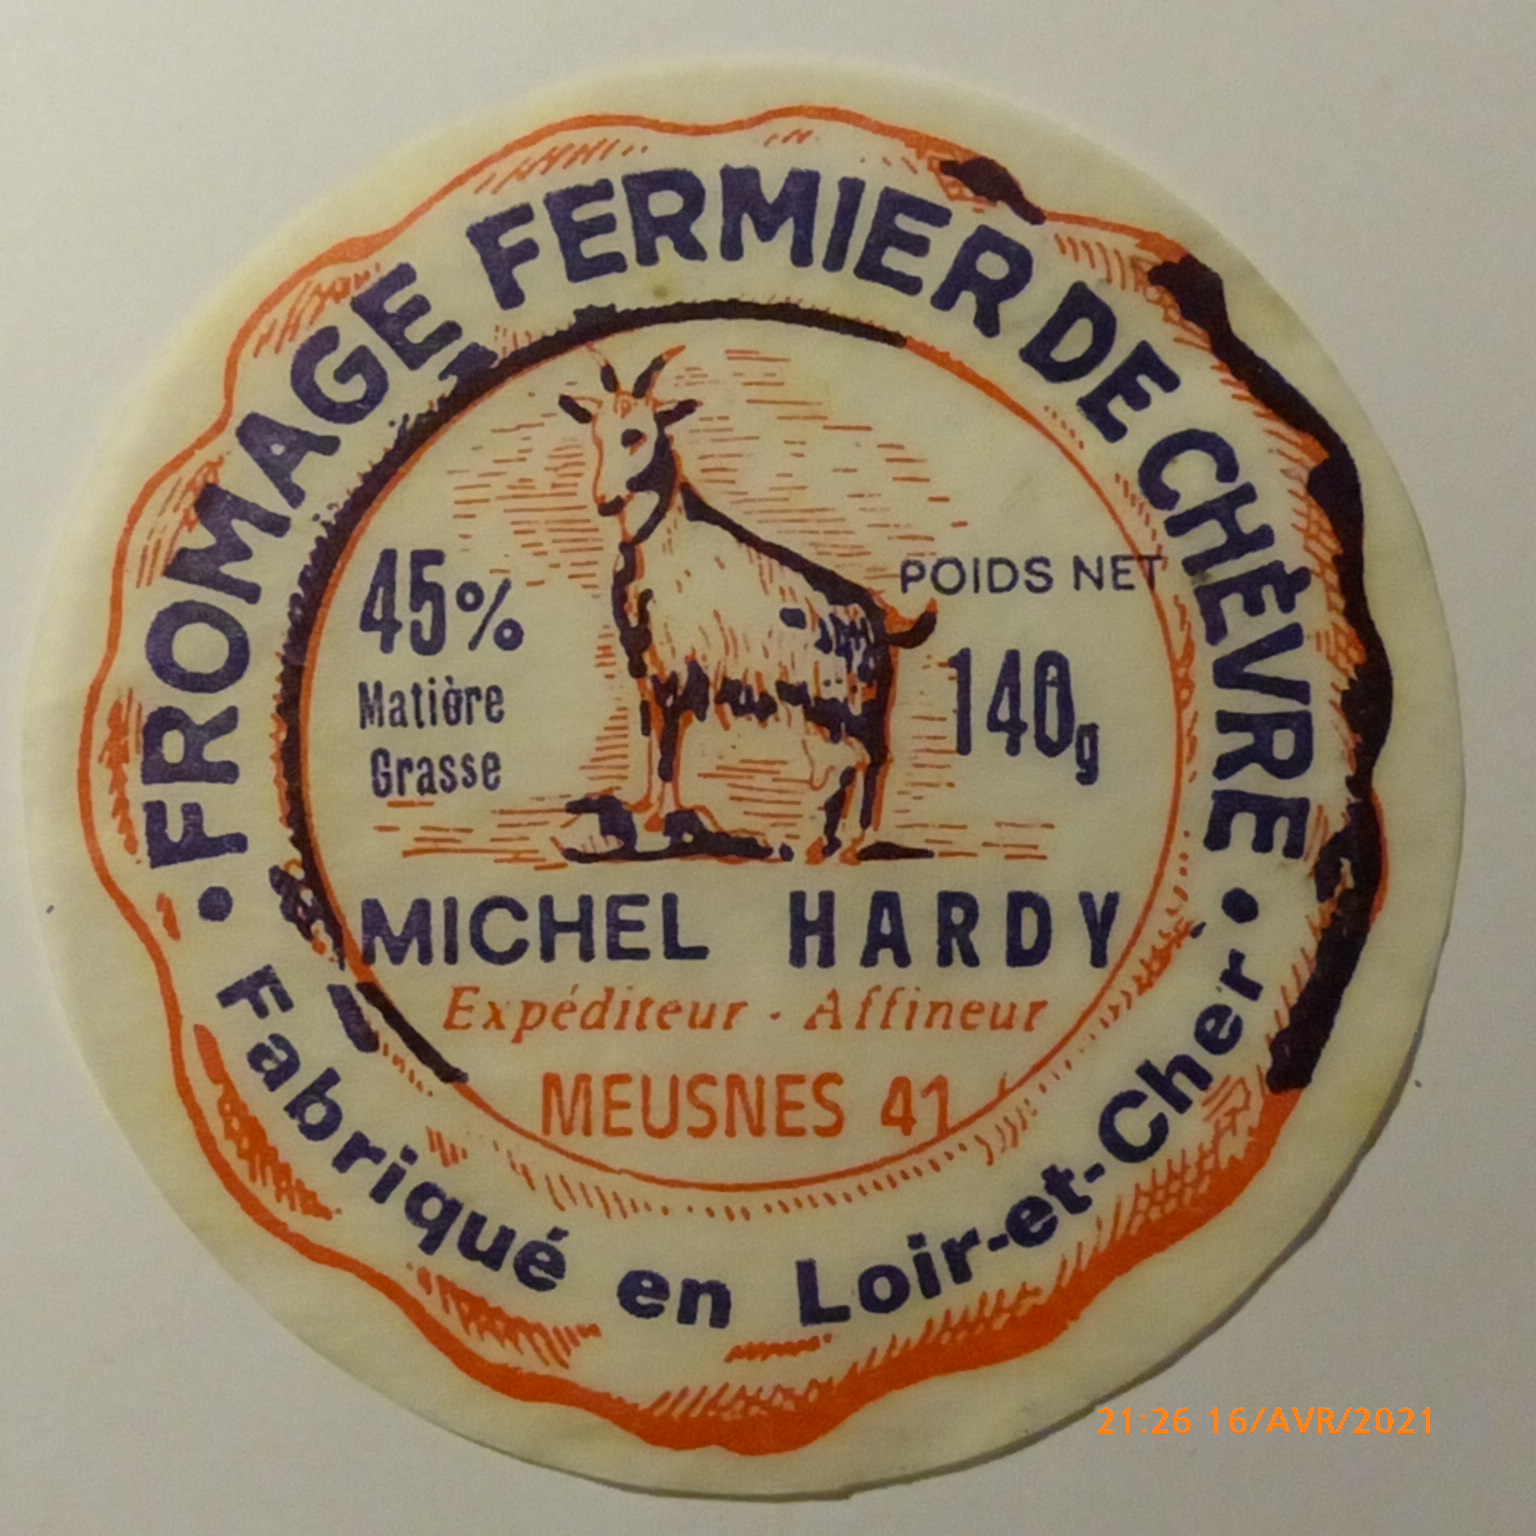 FROMAGE FERMIER DE CHÈVRE
45%
Matière
Grasse
POIDS NET
140g
MICHEL HARDY
Expéditeur - Affineur
MEUSNES 41
• Fabriqué en Loir-et-Cher •
21:26 16/AVR/2021